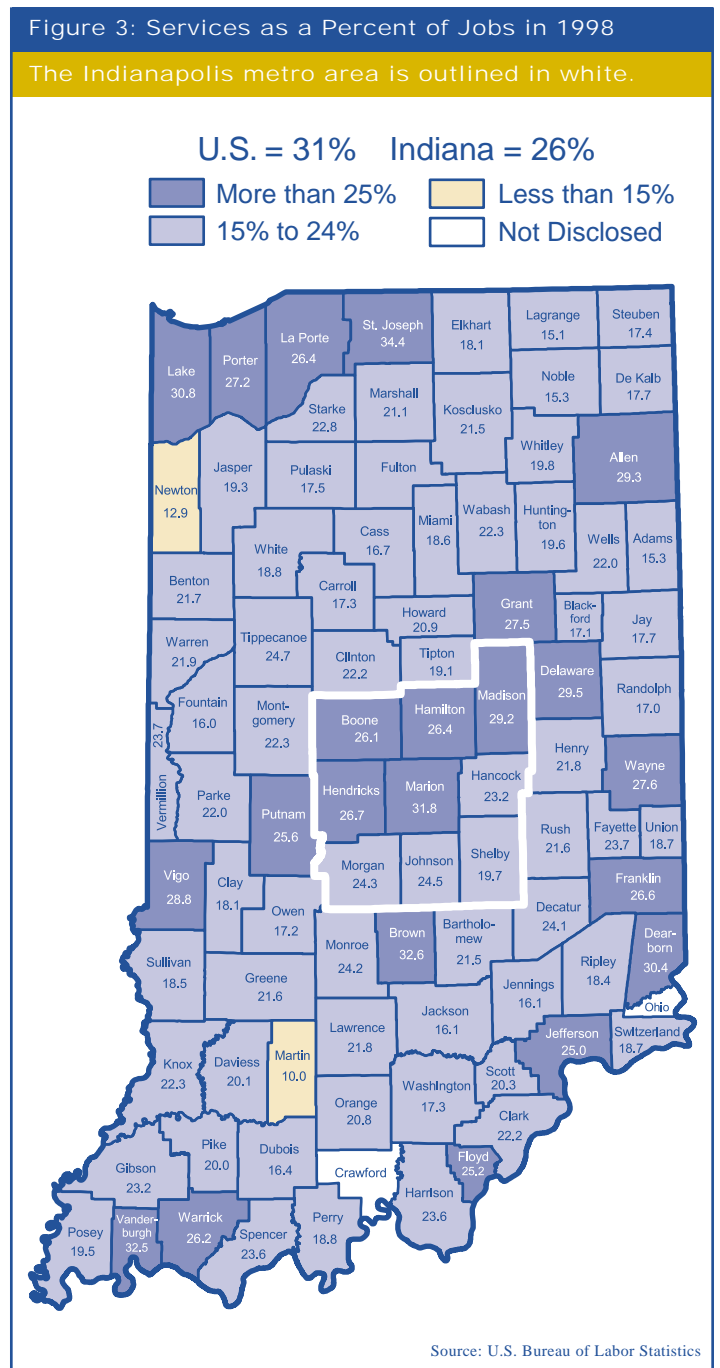 Figure 3: Services as a Percent of Jobs in 1998
The Indianapolis metro area is outlined in white.
U.S. = 31% Indiana = 26%
More than 25% Less than 15%
15% to 24% Not Disclosed
Lake
30.8
Porter
27.2
La Porte
26.4
St. Joseph
34.4
Elkhart
18.1
Lagrange
15.1
Steuben
17.4
Noble
15.3
De Kalb
17.7
Starke
22.8
Marshall
21.1
Kosclusko
21.5
Whitley
19.8
Allen
29.3
Newton
12.9
Jasper
19.3
Pulaski
17.5
Fulton
Cass
16.7
Miami
18.6
Wabash
22.3
Hunting-
ton
19.6
Wells
22.0
Adams
15.3
White
18.8
Benton
21.7
Carroll
17.3
Howard
20.9
Grant
27.5
Black-
ford
17.1
Jay
17.7
Warren
21.9
Tippecanoe
24.7
Clinton
22.2
Tipton
19.1
Madison
29.2
Delaware
29.5
Randolph
17.0
Fountain
16.0
Mont-
gomery
22.3
Boone
26.1
Hamilton
26.4
Henry
21.8
Wayne
27.6
Vermillion
23.7
Parke
22.0
Putnam
25.6
Hendricks
26.7
Marion
31.8
Hancock
23.2
Rush
21.6
Fayette
23.7
Union
18.7
Vigo
28.8
Clay
18.1
Owen
17.2
Morgan
24.3
Johnson
24.5
Shelby
19.7
Decatur
24.1
Franklin
26.6
Sullivan
18.5
Greene
21.6
Monroe
24.2
Brown
32.6
Bartholo-
mew
21.5
Jennings
16.1
Ripley
18.4
Dear-
born
30.4
Ohio
Switzerland
18.7
Knox
22.3
Daviess
20.1
Martin
10.0
Lawrence
21.8
Jackson
16.1
Jefferson
25.0
Scott
20.3
Orange
20.8
Washington
17.3
Clark
22.2
Gibson
23.2
Pike
20.0
Dubois
16.4
Crawford
Floyd
25.2
Harrison
23.6
Posey
19.5
Vander-
burgh
32.5
Warrick
26.2
Spencer
23.6
Perry
18.8
Source: U.S. Bureau of Labor Statistics